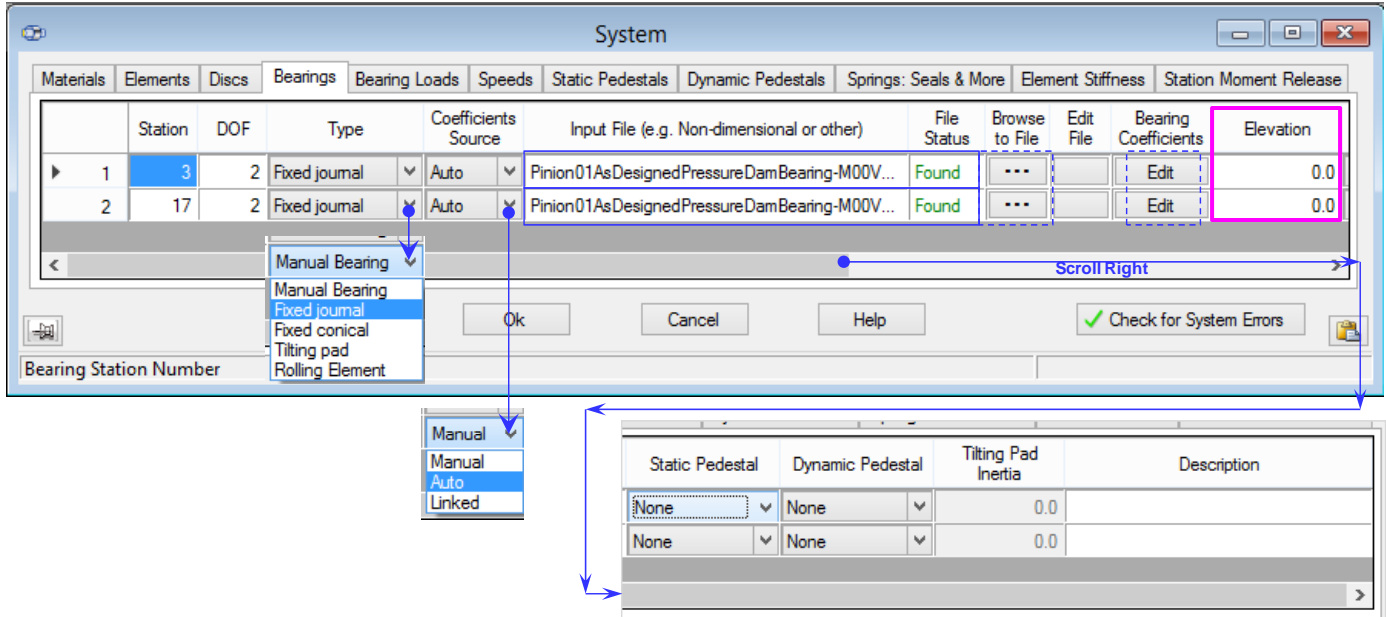 System
Materials Elements Discs Bearings Bearing Loads Speeds Static Pedestals Dynamic Pedestals Springs: Seals & More Element Stiffness Station Moment Release
Station DOF Type Coefficients Source Input File (e.g. Non-dimensional or other) File Status Browse to File Edit File Bearing Coefficients Elevation
1 3 2 Fixed journal Auto Pinion01AsDesignedPressureDamBearing-M00V... Found ... Edit 0.0
2 17 2 Fixed journal Auto Pinion01AsDesignedPressureDamBearing-M00V... Found ... Edit 0.0
Manual Bearing
Scroll Right
Manual Bearing
Fixed journal
Fixed conical
Tilting pad
Rolling Element
Ok Cancel Help Check for System Errors
Bearing Station Number
Manual
Manual
Auto
Linked
Static Pedestal Dynamic Pedestal Tilting Pad Inertia Description
None None 0.0
None None 0.0